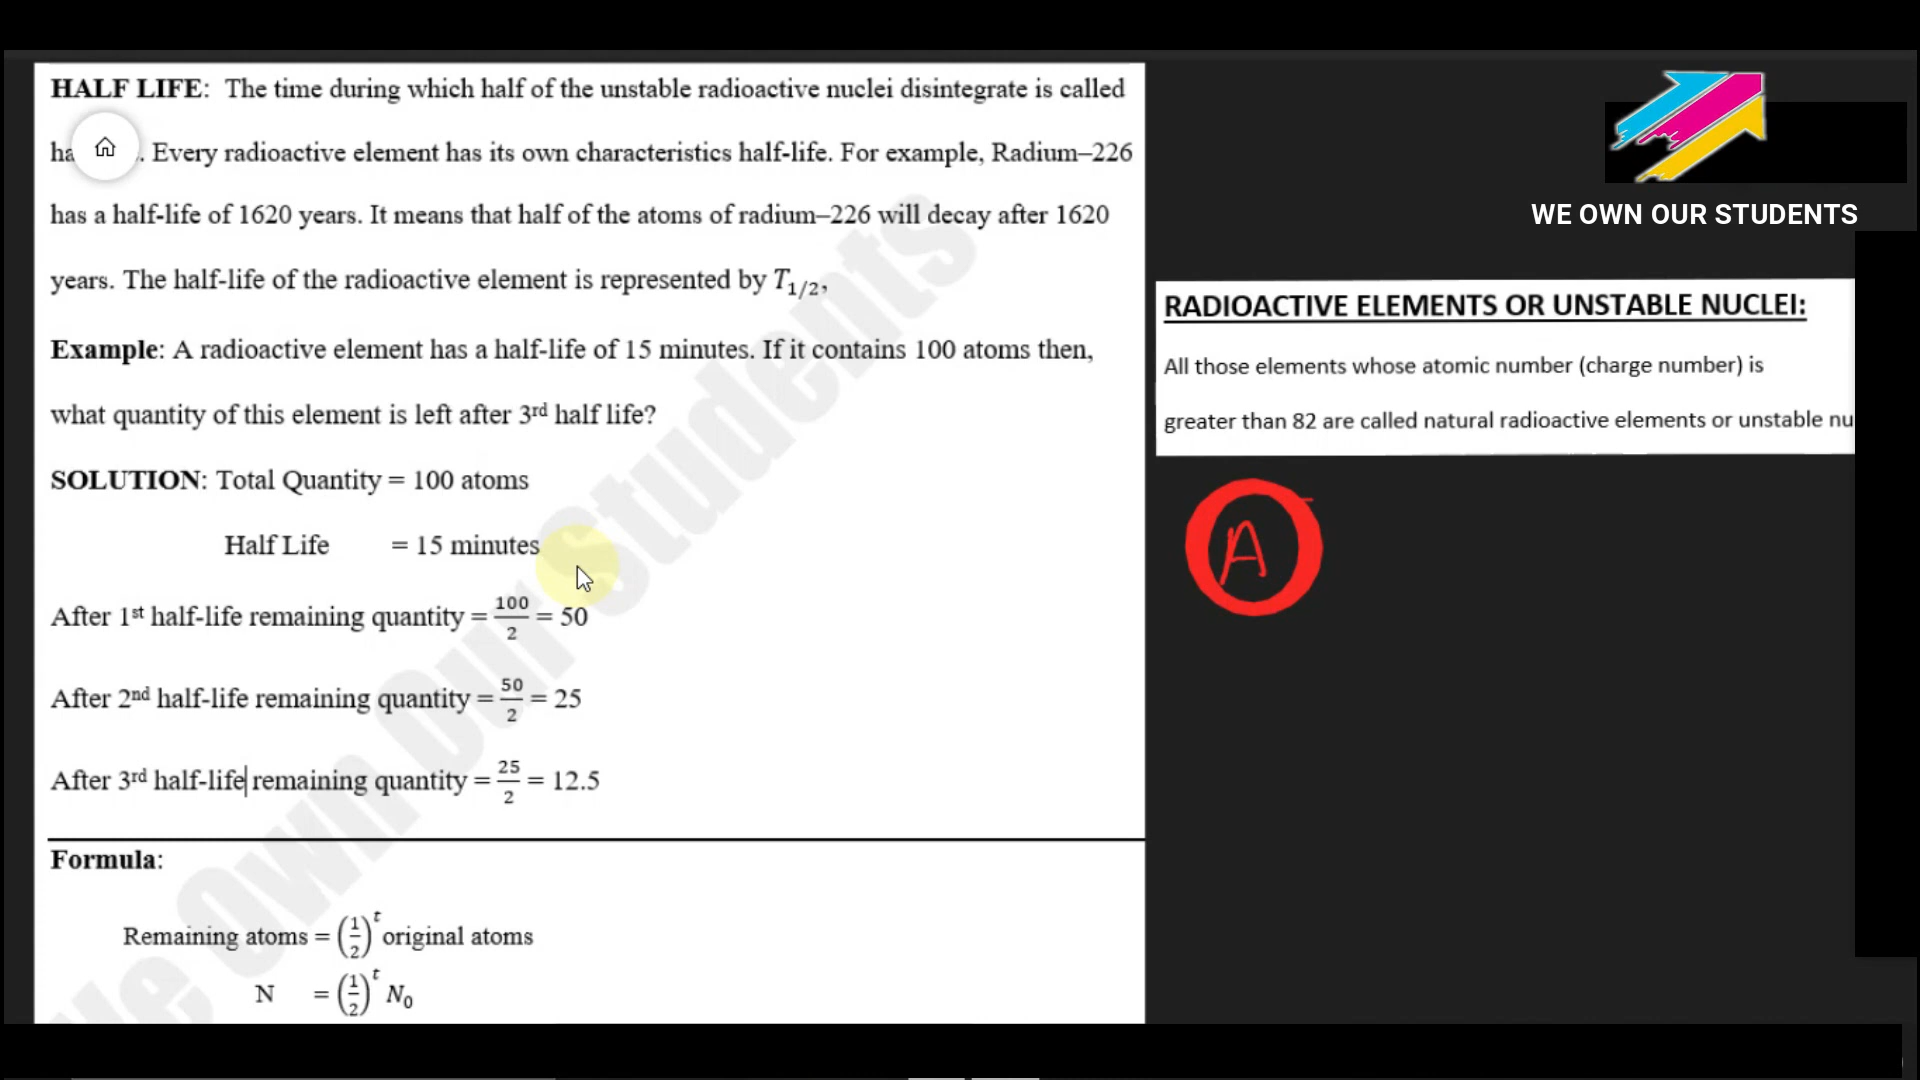 HALF LIFE: The time during which half of the unstable radioactive nuclei disintegrate is called
. Every radioactive element has its own characteristics half-life. For example, Radium–226
has a half-life of 1620 years. It means that half of the atoms of radium–226 will decay after 1620
years. The half-life of the radioactive element is represented by T1/2,
Example: A radioactive element has a half-life of 15 minutes. If it contains 100 atoms then,
what quantity of this element is left after 3rd half life?
SOLUTION: Total Quantity = 100 atoms
Half Life = 15 minutes
After 1st half-life remaining quantity = 100/2 = 50
After 2nd half-life remaining quantity = 50/2 = 25
After 3rd half-life remaining quantity = 25/2 = 12.5
Formula:
Remaining atoms = (1/2)^t original atoms
N = (1/2)^t N0
We Own Our Students
WE OWN OUR STUDENTS
RADIOACTIVE ELEMENTS OR UNSTABLE NUCLEI:
All those elements whose atomic number (charge number) is
greater than 82 are called natural radioactive elements or unstable nu
A